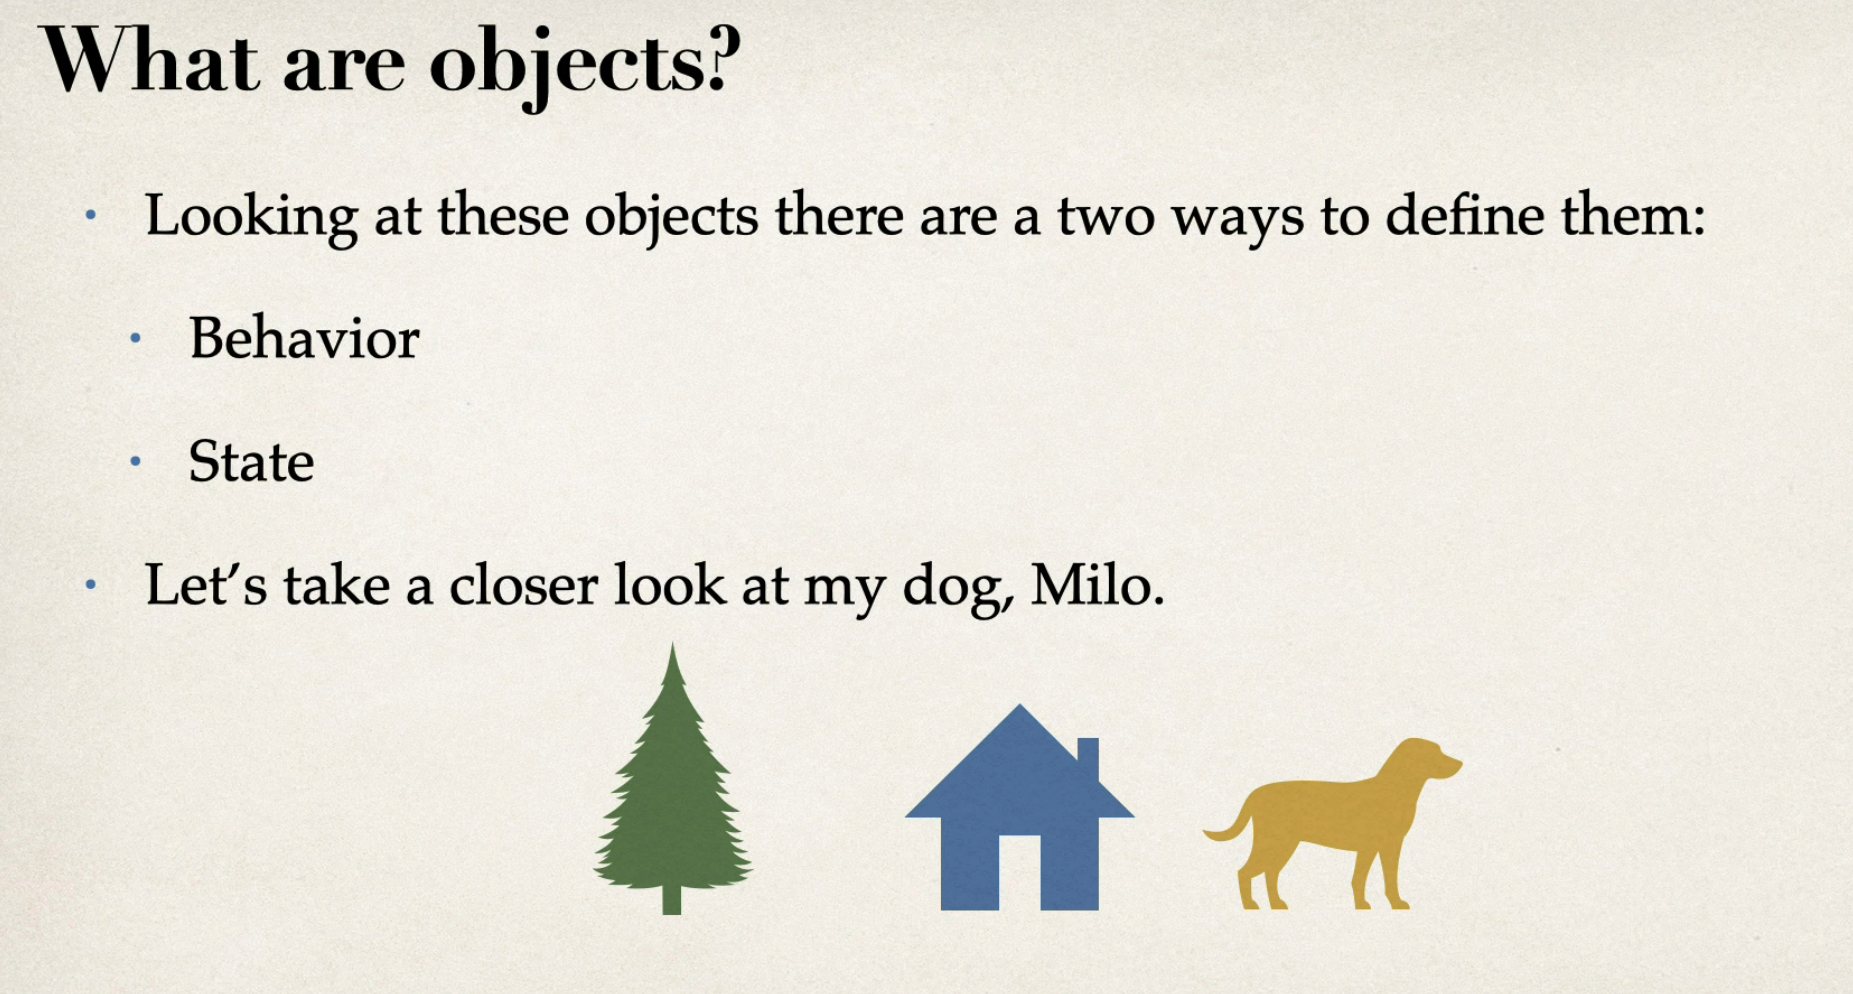 What are objects?
• Looking at these objects there are a two ways to define them:
• Behavior
• State
• Let’s take a closer look at my dog, Milo.